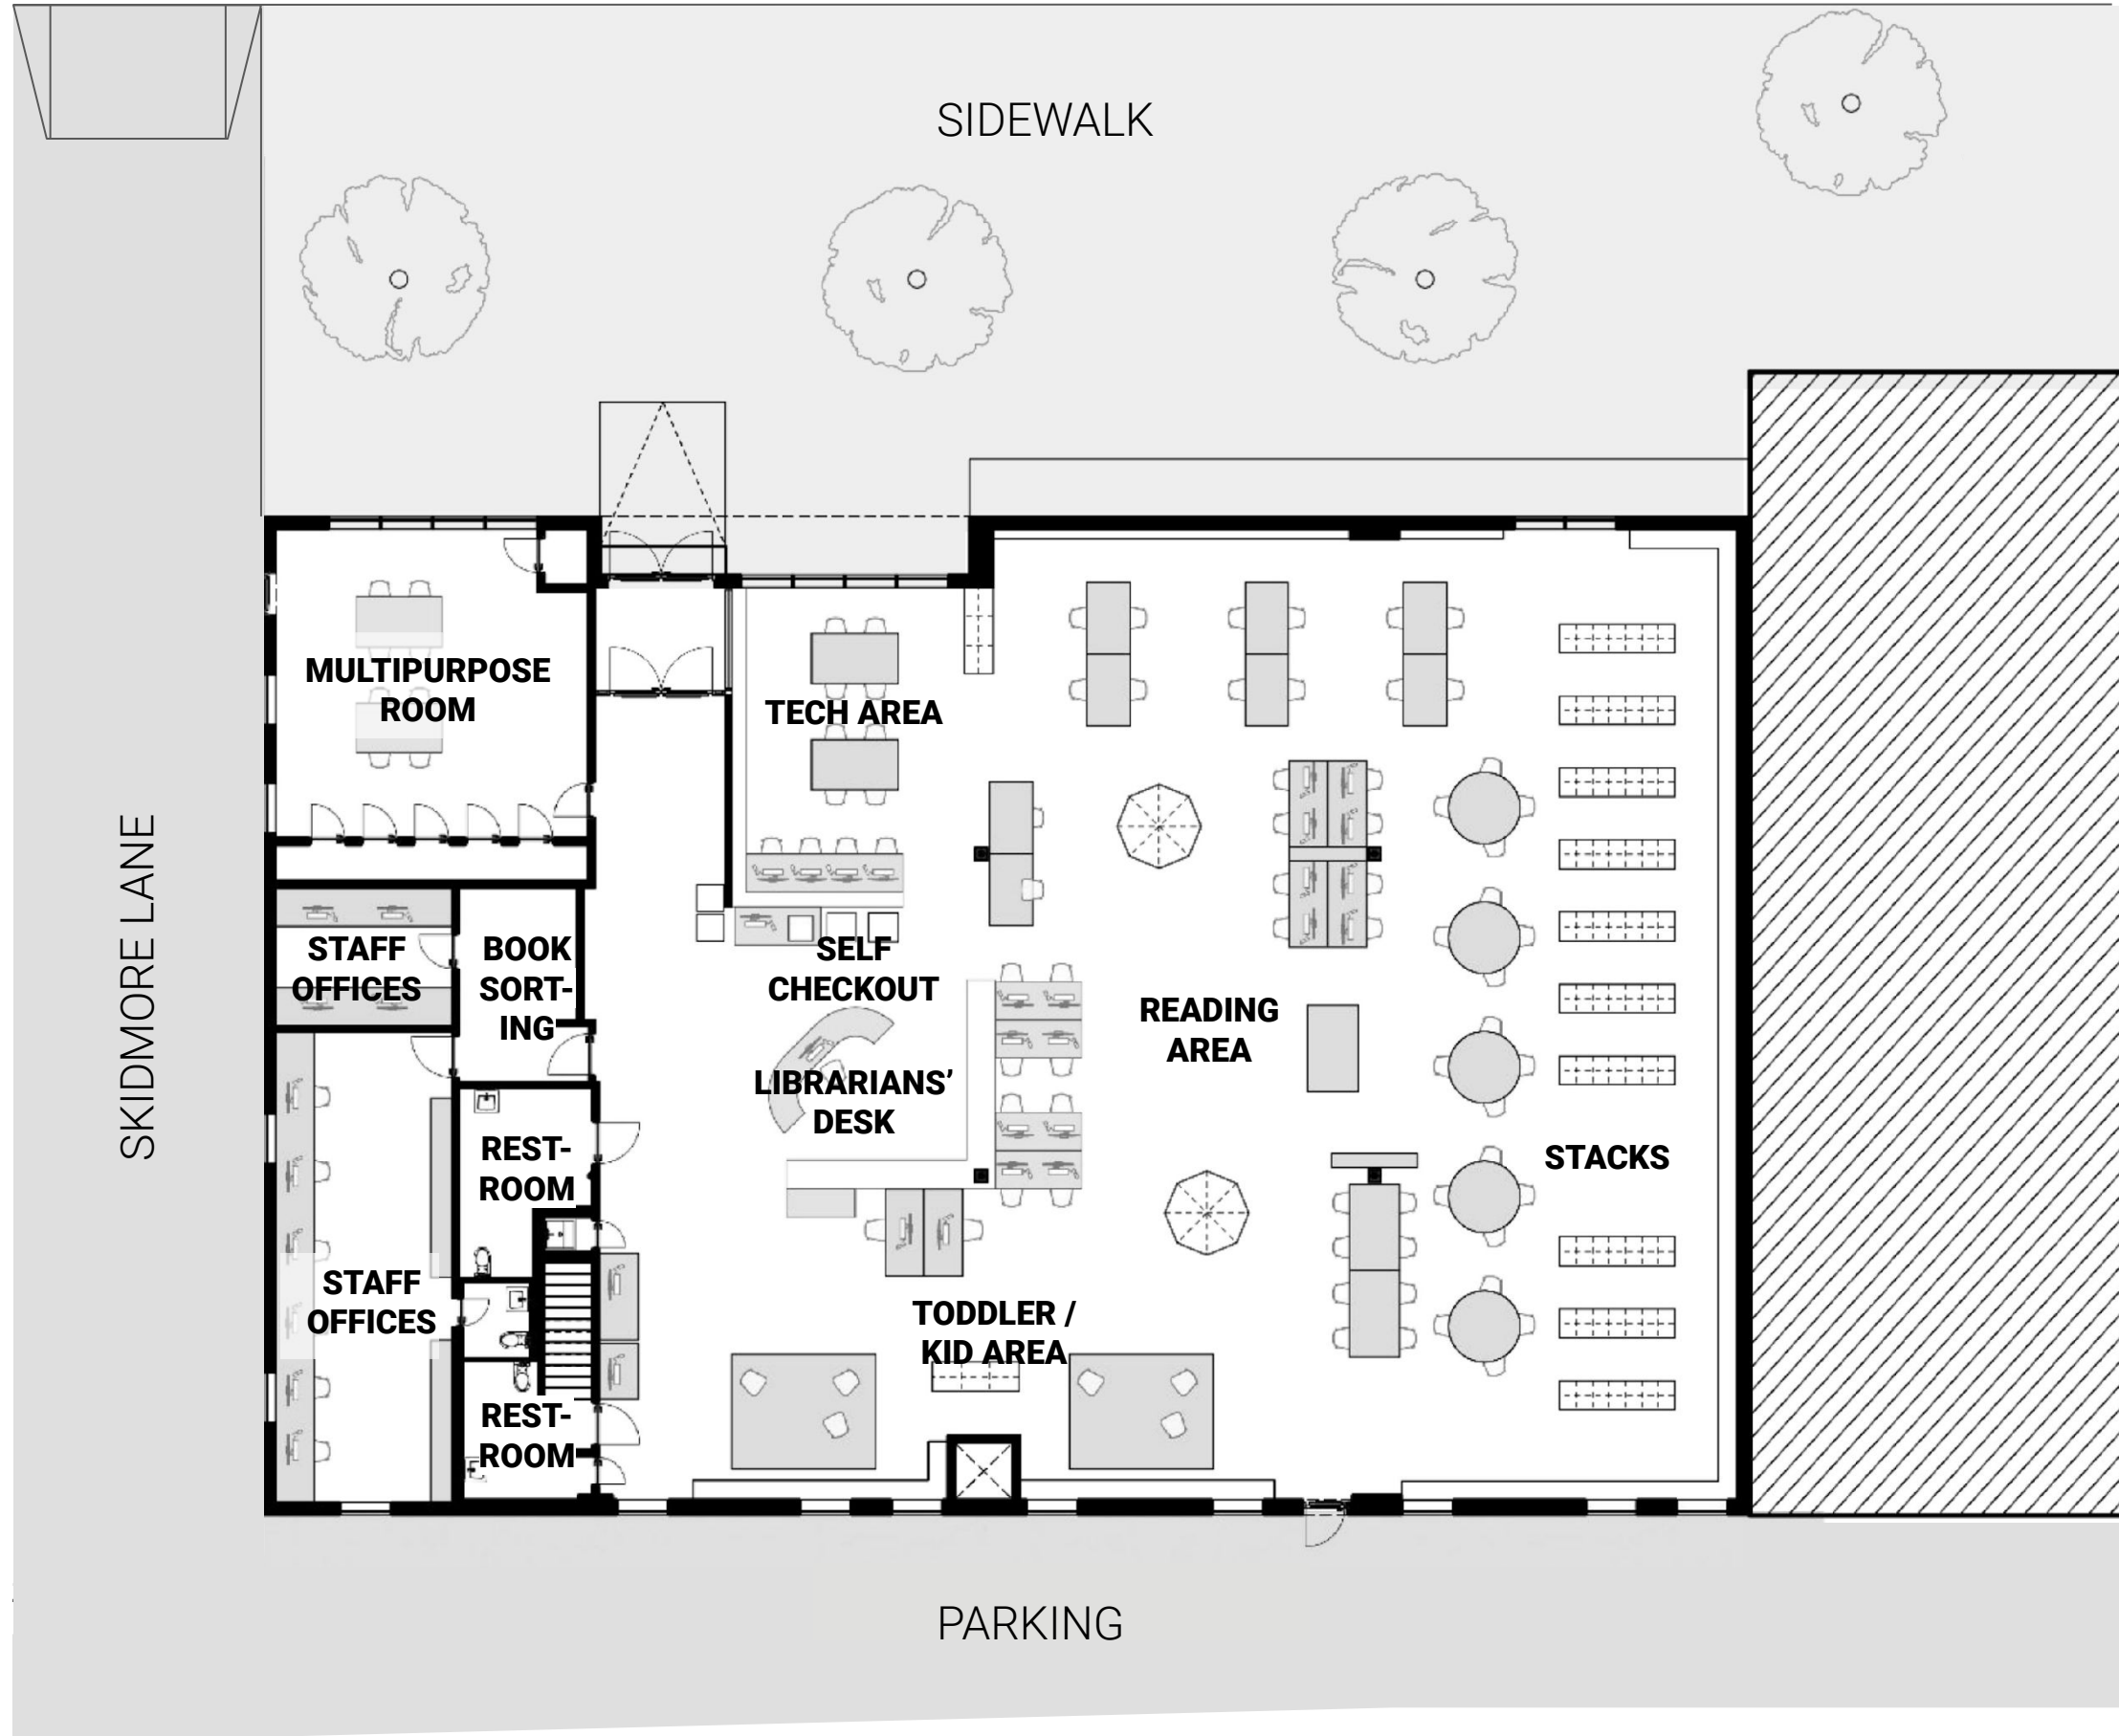 SIDEWALK
MULTIPURPOSE
ROOM
TECH AREA
SKIDMORE LANE
STAFF
OFFICES
BOOK
SORT-
ING
SELF
CHECKOUT
LIBRARIANS’
DESK
READING
AREA
STACKS
REST-
ROOM
STAFF
OFFICES
TODDLER /
KID AREA
REST-
ROOM
PARKING